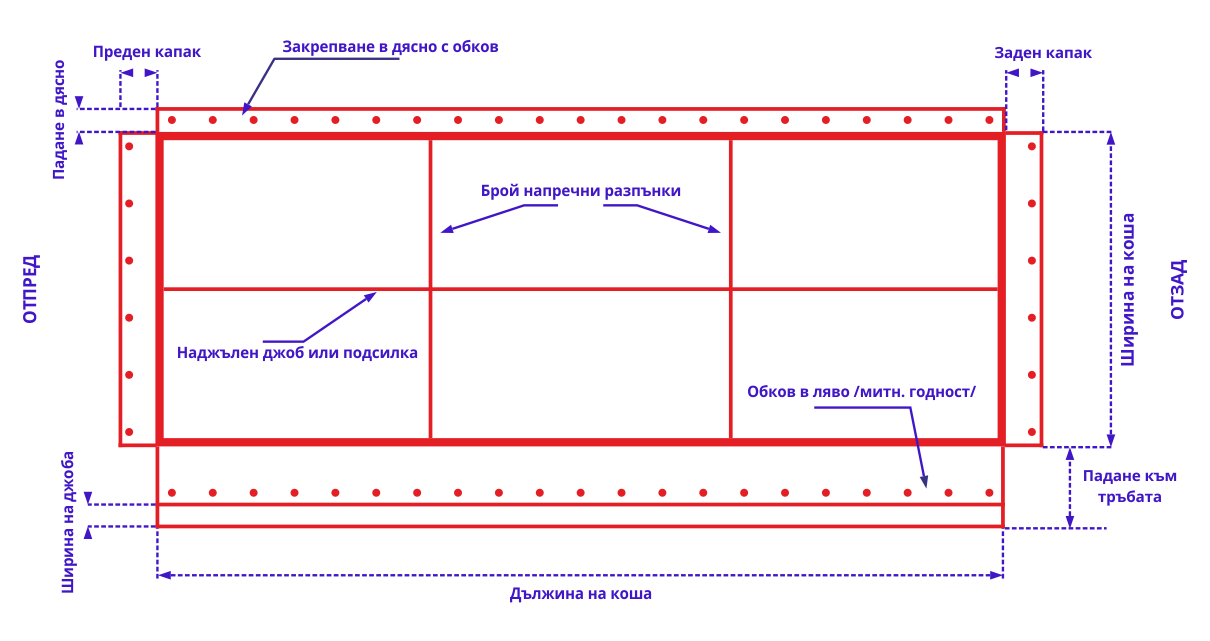 Преден капак
Закрепване в дясно с обков
Заден капак
Падане в дясно
Брой напречни разпънки
ОТПРЕД
Ширина на коша
ОТЗАД
Наджълен джоб или подсилка
Обков в ляво /митн. годност/
Ширина на джоба
Падане към
тръбата
Дължина на коша